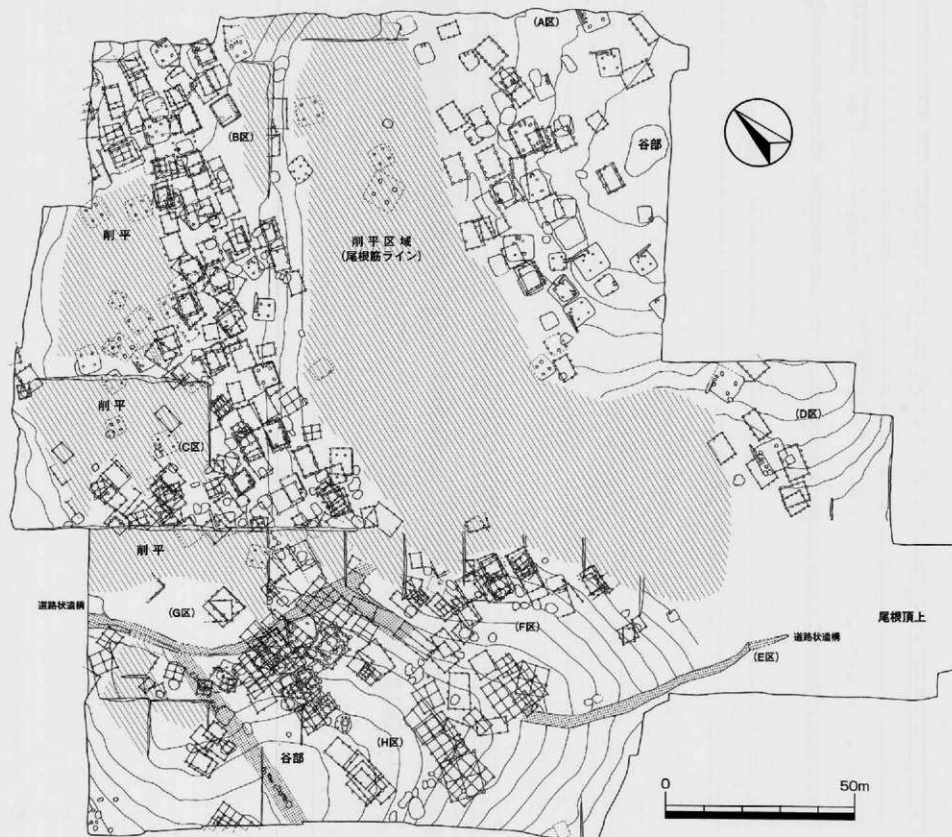 (A区)
(B区)
谷部
削平
削平区域
(尾根筋ライン)
削平
(C区)
(D区)
削平
道路状遺構
(G区)
(F区)
尾根頂上
道路状遺構
(E区)
(H区)
谷部
0
50m